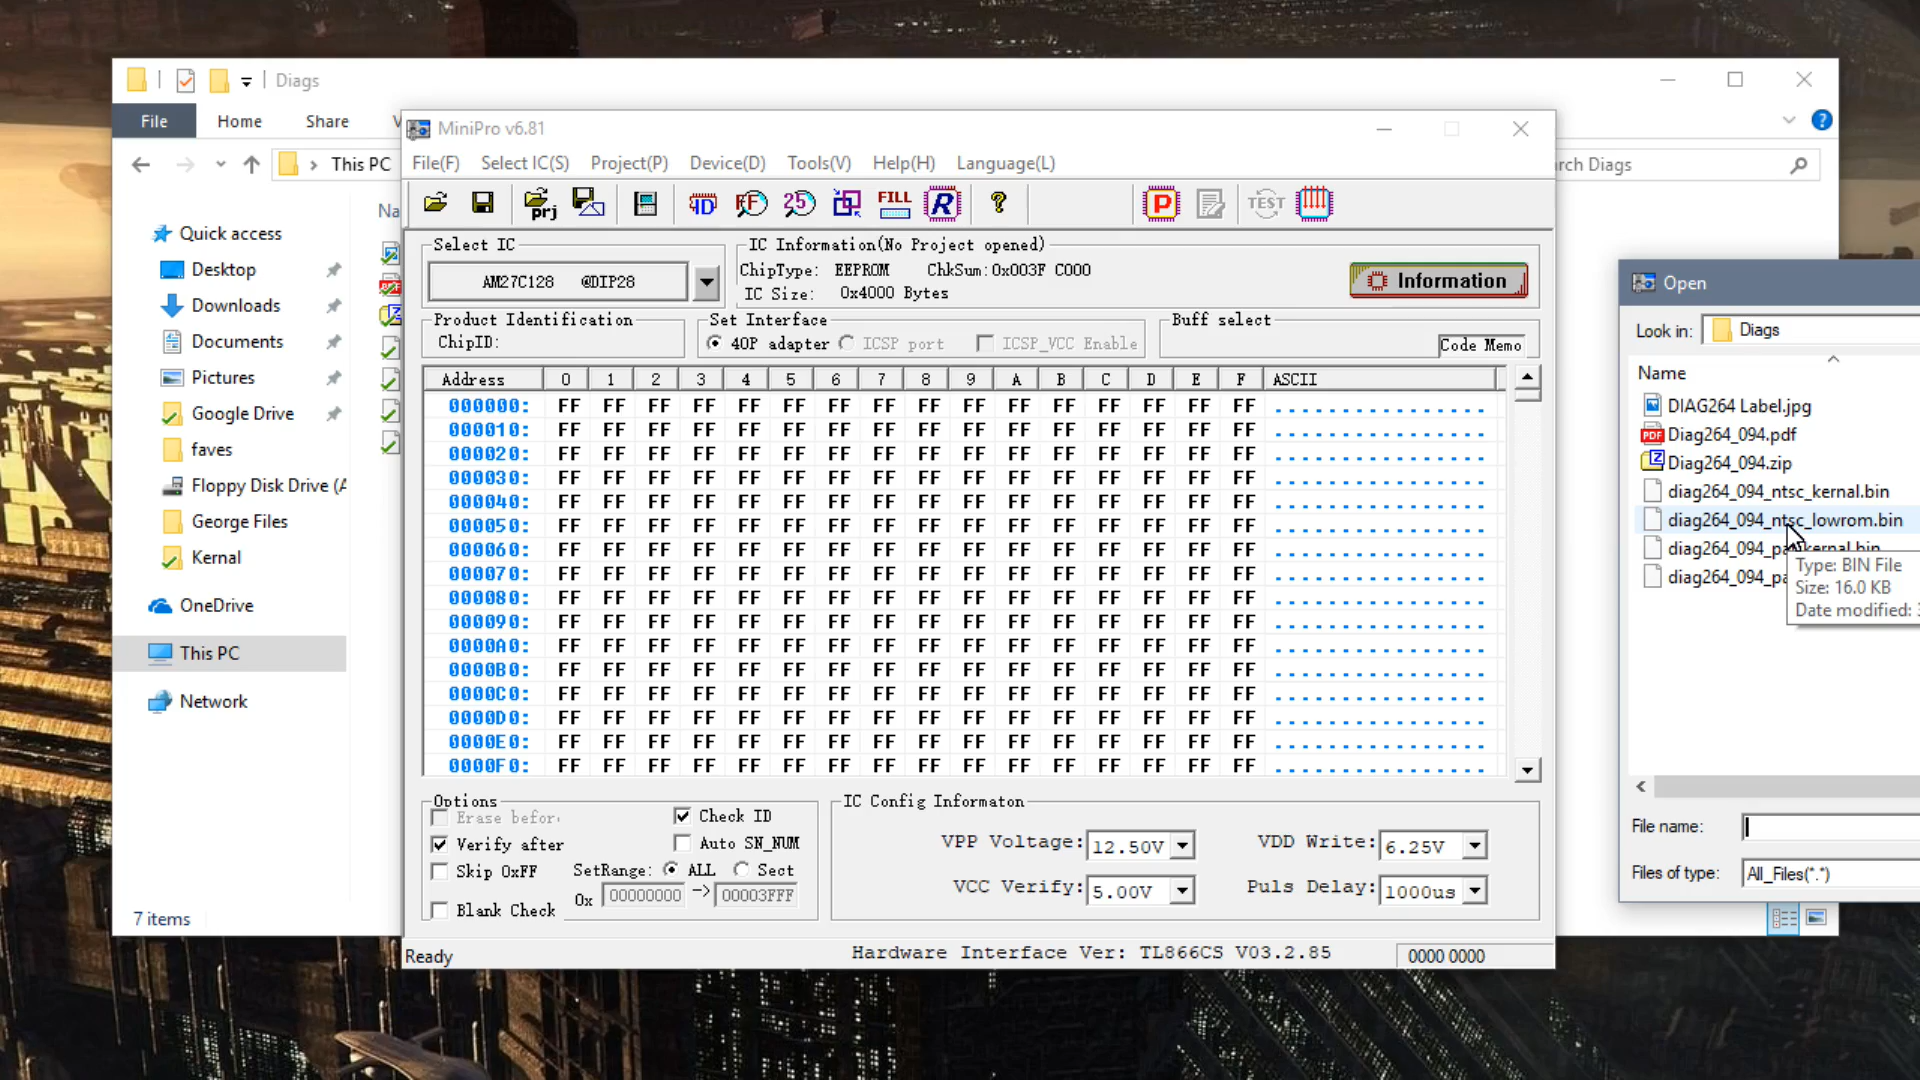 Diags
File Home Share
This PC
rch Diags
Na
Quick access
Desktop
Downloads
Documents
Pictures
Google Drive
faves
Floppy Disk Drive (A
George Files
Kernal
OneDrive
This PC
Network
7 items
MiniPro v6.81
File(F) Select IC(S) Project(P) Device(D) Tools(V) Help(H) Language(L)
prj ID FF 25 FILL R ? P TEST
Select IC
AM27C128 @DIP28
IC Information(No Project opened)
ChipType: EEPROM ChkSum:0x003F C000
IC Size: 0x4000 Bytes
Information
Product Identification
ChipID:
Set Interface
40P adapter ICSP port ICSP_VCC Enable
Buff select
Code Memo
Address 0 1 2 3 4 5 6 7 8 9 A B C D E F ASCII
000000: FF FF FF FF FF FF FF FF FF FF FF FF FF FF FF FF ................
000010: FF FF FF FF FF FF FF FF FF FF FF FF FF FF FF FF ................
000020: FF FF FF FF FF FF FF FF FF FF FF FF FF FF FF FF ................
000030: FF FF FF FF FF FF FF FF FF FF FF FF FF FF FF FF ................
000040: FF FF FF FF FF FF FF FF FF FF FF FF FF FF FF FF ................
000050: FF FF FF FF FF FF FF FF FF FF FF FF FF FF FF FF ................
000060: FF FF FF FF FF FF FF FF FF FF FF FF FF FF FF FF ................
000070: FF FF FF FF FF FF FF FF FF FF FF FF FF FF FF FF ................
000080: FF FF FF FF FF FF FF FF FF FF FF FF FF FF FF FF ................
000090: FF FF FF FF FF FF FF FF FF FF FF FF FF FF FF FF ................
0000A0: FF FF FF FF FF FF FF FF FF FF FF FF FF FF FF FF ................
0000B0: FF FF FF FF FF FF FF FF FF FF FF FF FF FF FF FF ................
0000C0: FF FF FF FF FF FF FF FF FF FF FF FF FF FF FF FF ................
0000D0: FF FF FF FF FF FF FF FF FF FF FF FF FF FF FF FF ................
0000E0: FF FF FF FF FF FF FF FF FF FF FF FF FF FF FF FF ................
0000F0: FF FF FF FF FF FF FF FF FF FF FF FF FF FF FF FF ................
Options
Erase befor
Check ID
Verify after
Auto SN_NUM
Skip 0xFF
SetRange: ALL Sect
0x 00000000 -> 00003FFF
Blank Check
IC Config Informaton
VPP Voltage: 12.50V VDD Write: 6.25V
VCC Verify: 5.00V Puls Delay: 1000us
Ready
Hardware Interface Ver: TL866CS V03.2.85
0000 0000
Open
Look in: Diags
Name
DIAG264 Label.jpg
Diag264_094.pdf
Diag264_094.zip
diag264_094_ntsc_kernal.bin
diag264_094_ntsc_lowrom.bin
diag264_094_pa kernal.bin
diag264_094_pa
Type: BIN File
Size: 16.0 KB
Date modified: 3
File name:
Files of type: All_Files(*.*)